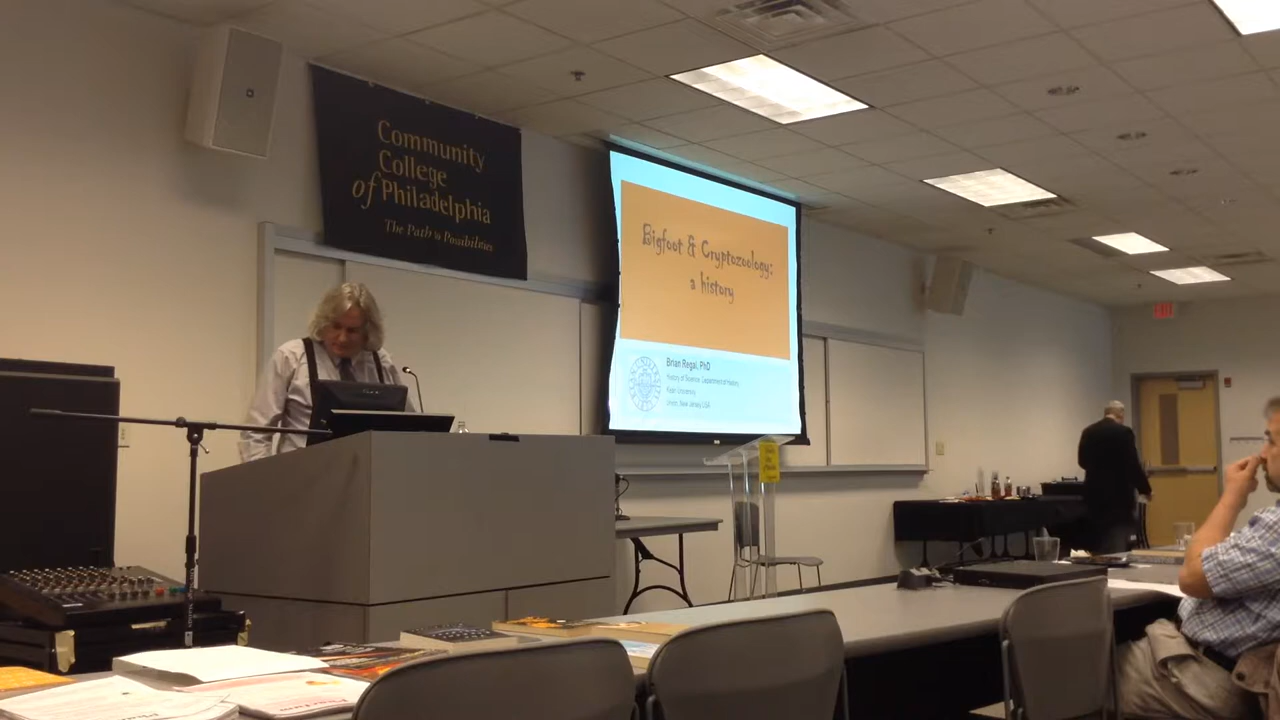 Community
College
of Philadelphia
The Path to Possibilities
Bigfoot & Cryptozoology:
a history
Brian Regal, PhD
History of Science, Department of History,
Kean University
Union, New Jersey USA
EXIT